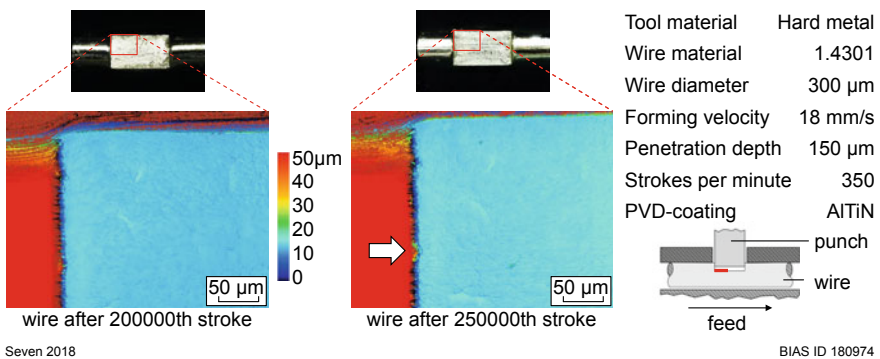 Tool material Hard metal
Wire material 1.4301
Wire diameter 300 µm
Forming velocity 18 mm/s
Penetration depth 150 µm
Strokes per minute 350
PVD-coating AlTiN
50µm
40
30
20
10
0
50 µm
wire after 200000th stroke
50 µm
wire after 250000th stroke
punch
wire
feed
Seven 2018
BIAS ID 180974